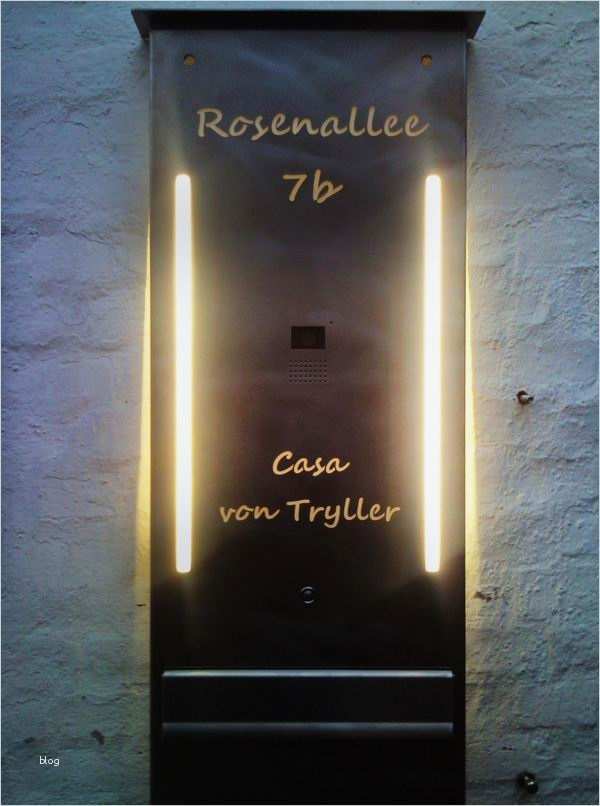 Rosenallee
7b
Casa
von Tryller
blog